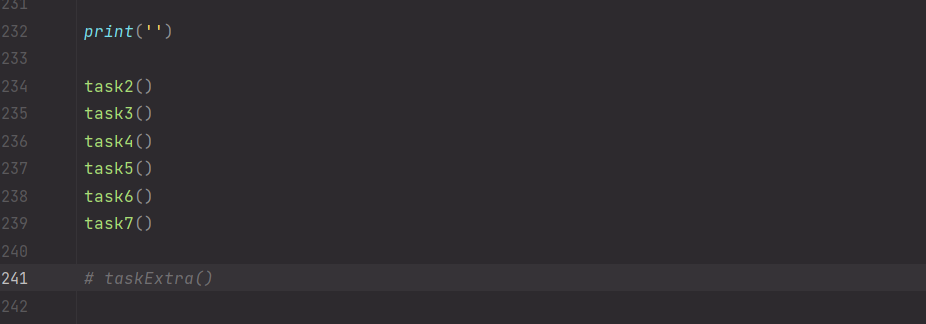 231
232 print('')
233
234 task2()
235 task3()
236 task4()
237 task5()
238 task6()
239 task7()
240
241 # taskExtra()
242